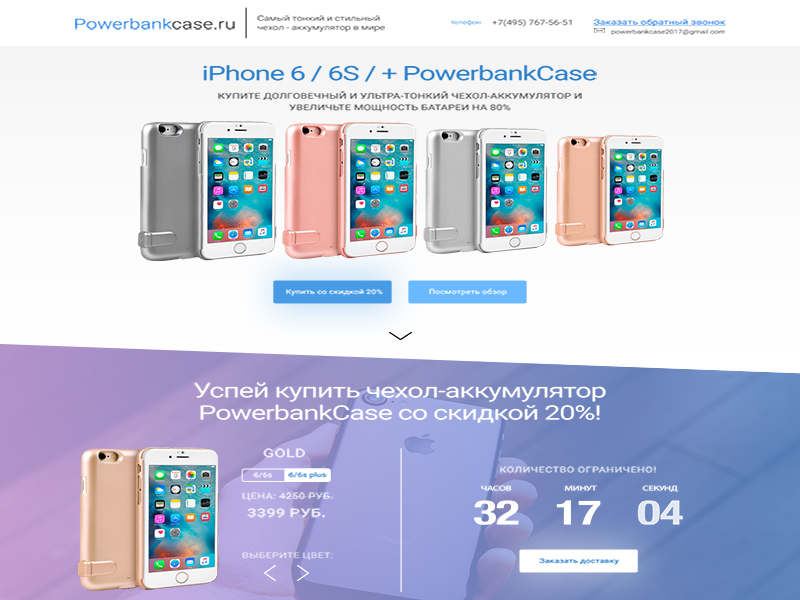 Powerbankcase.ru
Самый тонкий и стильный
чехол - аккумулятор в мире
телефон
+7(495) 767-56-51
Заказать обратный звонок
powerbankcase2017@gmail.com
iPhone 6 / 6S / + PowerbankCase
КУПИТЕ ДОЛГОВЕЧНЫЙ И УЛЬТРА-ТОНКИЙ ЧЕХОЛ-АККУМУЛЯТОР И
УВЕЛИЧЬТЕ МОЩНОСТЬ БАТАРЕИ НА 80%
Купить со скидкой 20%
Посмотреть обзор
Успей купить чехол-аккумулятор
PowerbankCase со скидкой 20%!
GOLD
6/6s
6/6s plus
ЦЕНА: 4250 РУБ.
3399 РУБ.
ВЫБЕРИТЕ ЦВЕТ:
КОЛИЧЕСТВО ОГРАНИЧЕНО!
ЧАСОВ МИНУТ СЕКУНД
32 17 04
Заказать доставку